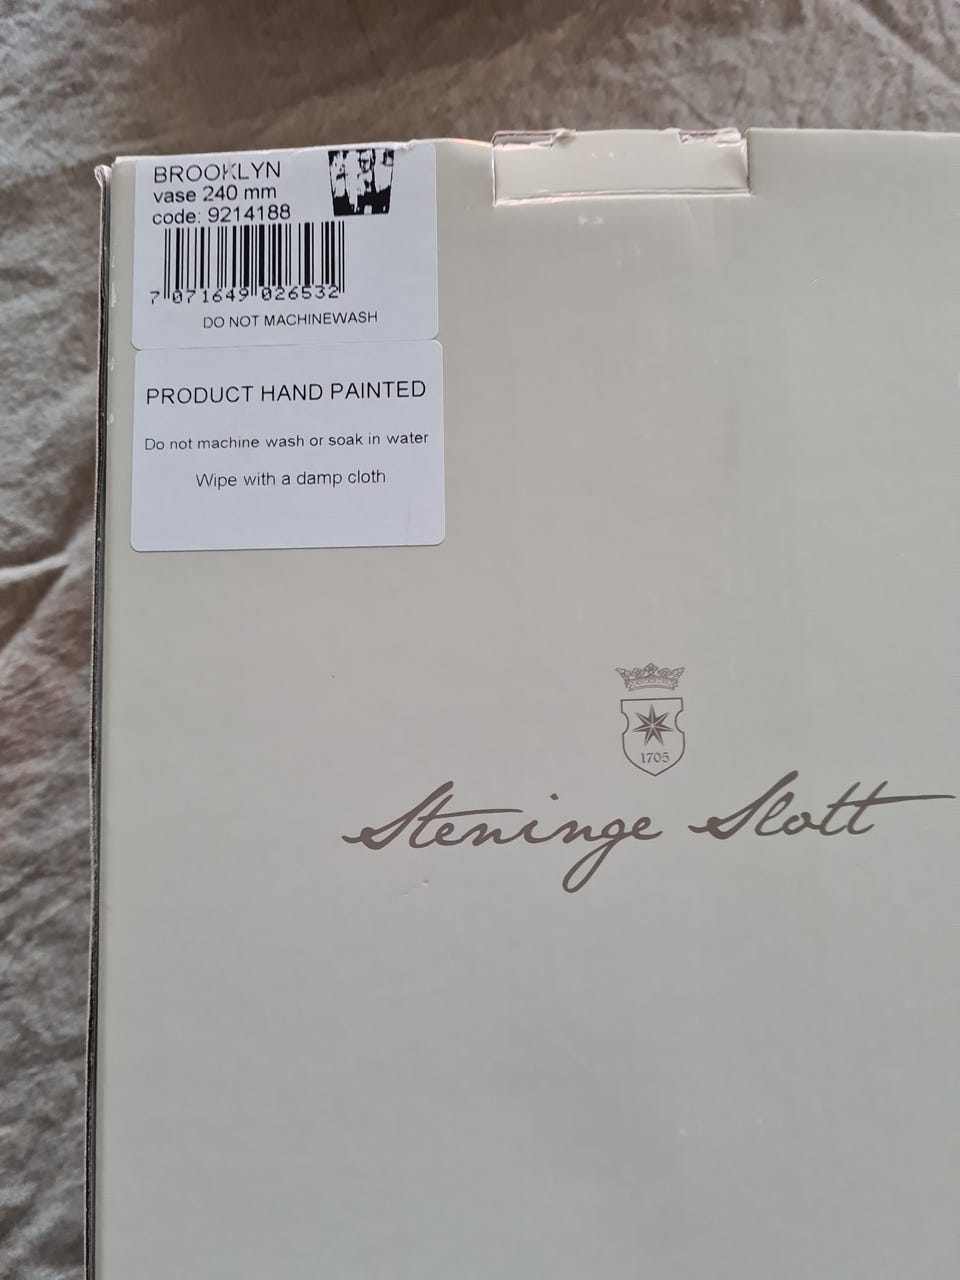 BROOKLYN
vase 240 mm
code: 9214188
7 071649 026532
DO NOT MACHINEWASH
PRODUCT HAND PAINTED
Do not machine wash or soak in water
Wipe with a damp cloth
1705
Steninge Slott